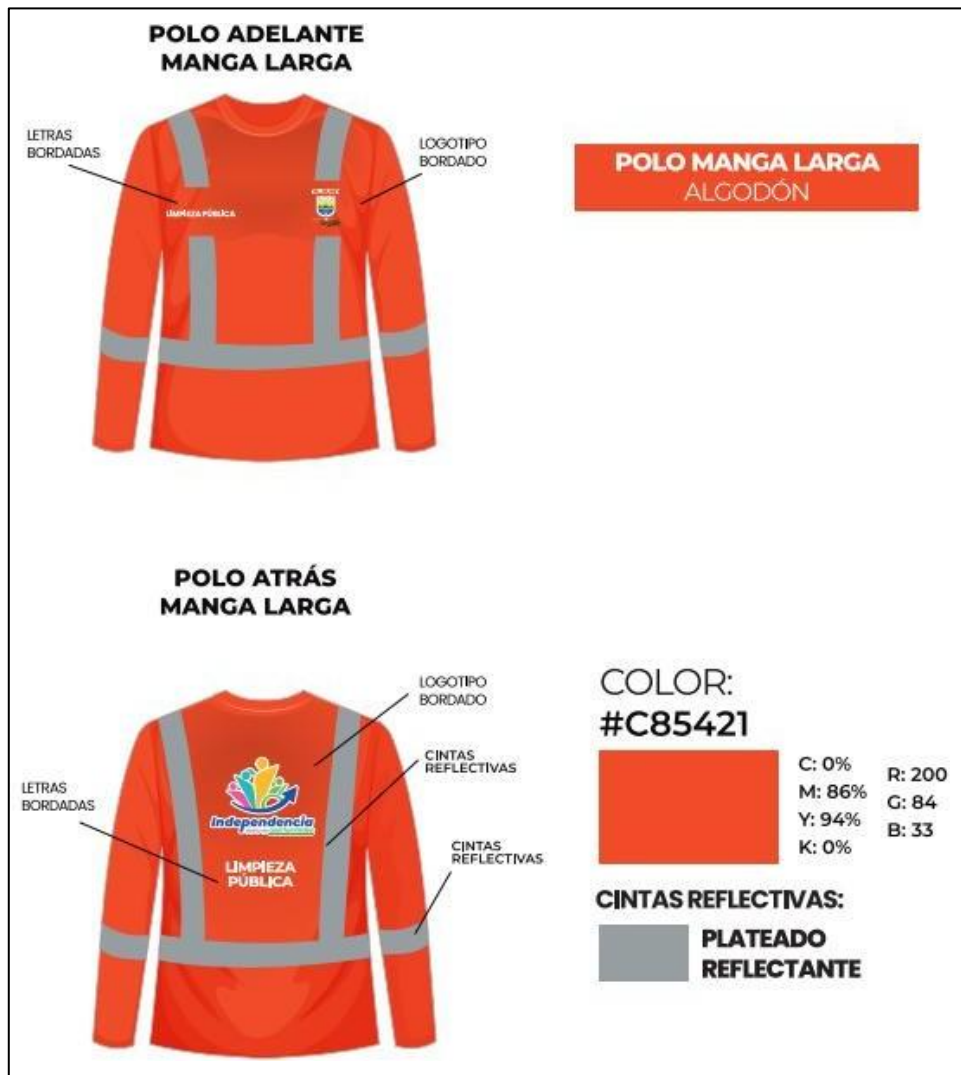 POLO ADELANTE
MANGA LARGA
LETRAS
BORDADAS
LOGOTIPO
BORDADO
LIMPIEZA PÚBLICA
POLO MANGA LARGA
ALGODÓN
POLO ATRÁS
MANGA LARGA
LOGOTIPO
BORDADO
CINTAS
REFLECTIVAS
LETRAS
BORDADAS
Independencia
LIMPIEZA
PÚBLICA
CINTAS
REFLECTIVAS
COLOR:
#C85421
C: 0%
M: 86%
Y: 94%
K: 0%
R: 200
G: 84
B: 33
CINTAS REFLECTIVAS:
PLATEADO
REFLECTANTE